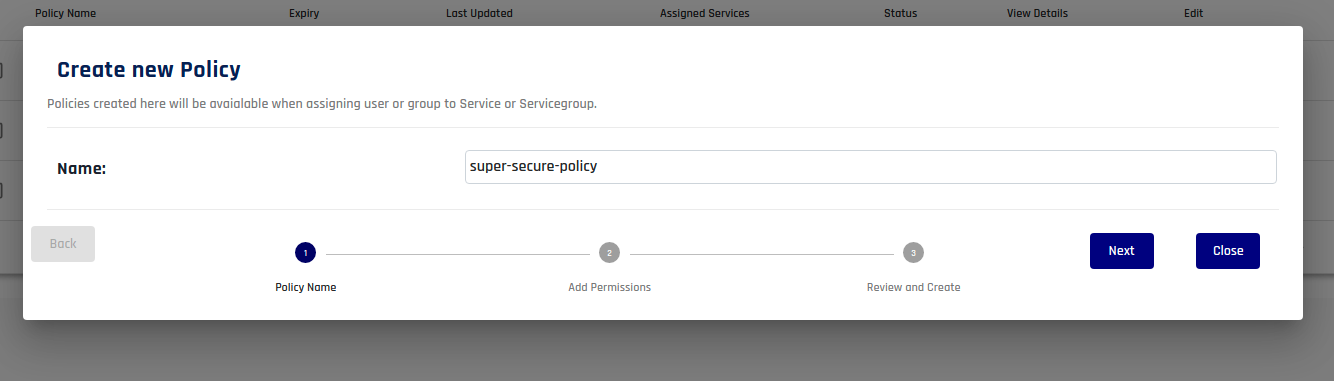 Policy Name Expiry Last Updated Assigned Services Status View Details Edit
Create new Policy
Policies created here will be avaialable when assigning user or group to Service or Servicegroup.
Name: super-secure-policy
Back 1 2 3 Next Close
Policy Name Add Permissions Review and Create